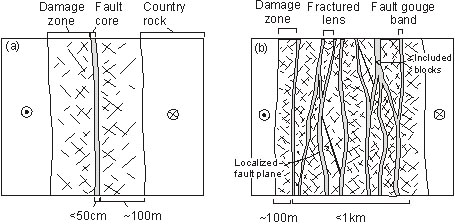 Damage zone
Fault core
Country rock
(a)
<50cm
~100m
Damage zone
Fractured lens
Fault gouge band
(b)
Included blocks
Localized fault plane
~100m
<1km